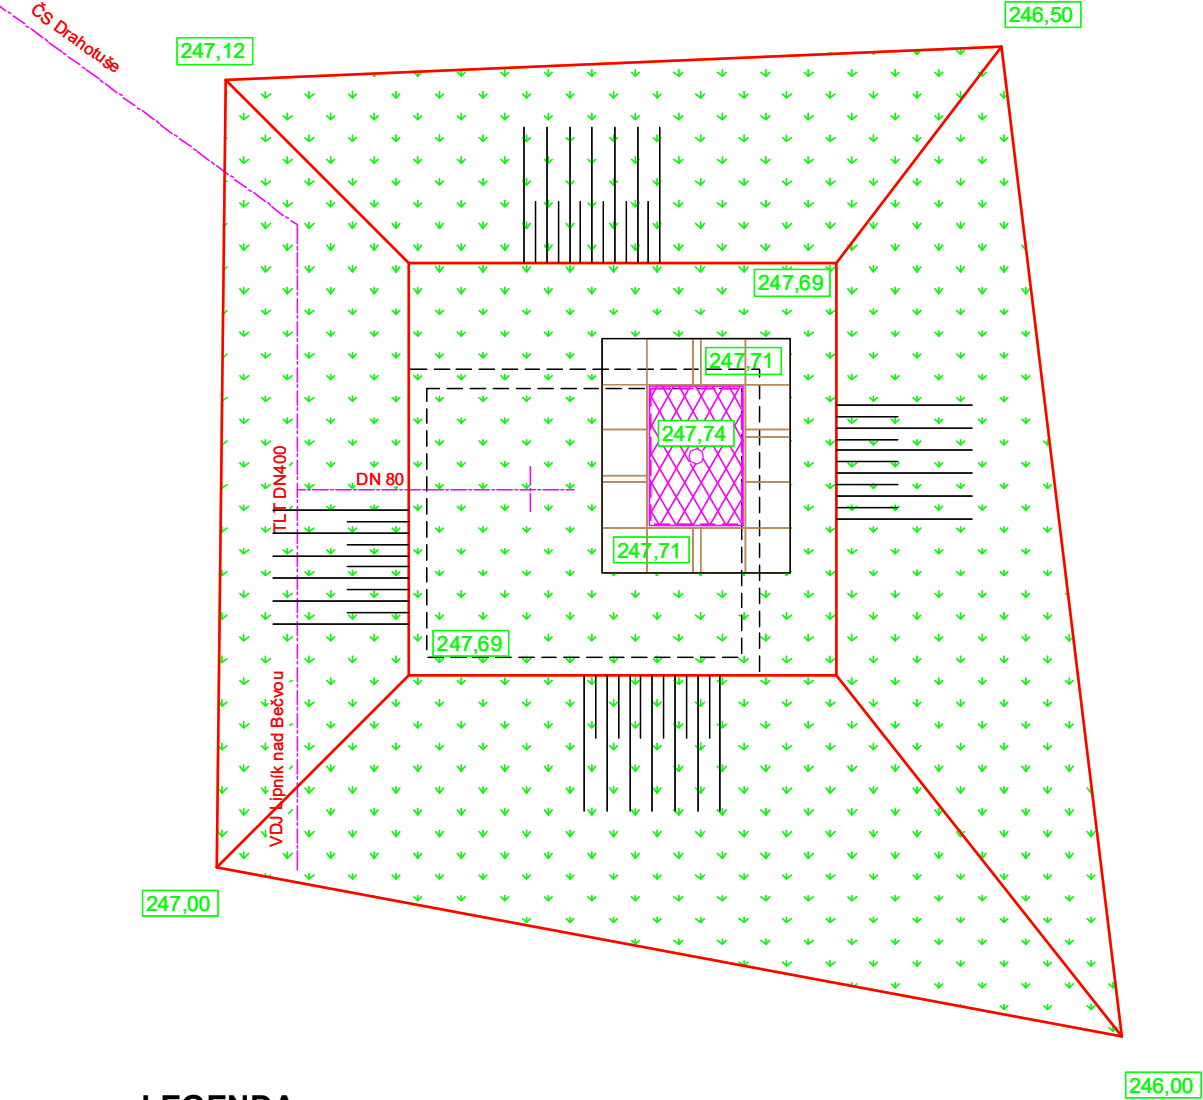 ČS Drahotuše
246,50
247,12
247,69
247,71
247,74
TLT DN400
DN 80
247,71
247,69
VDJ Lipník nad Bečvou
247,00
246,00
LEGENDA